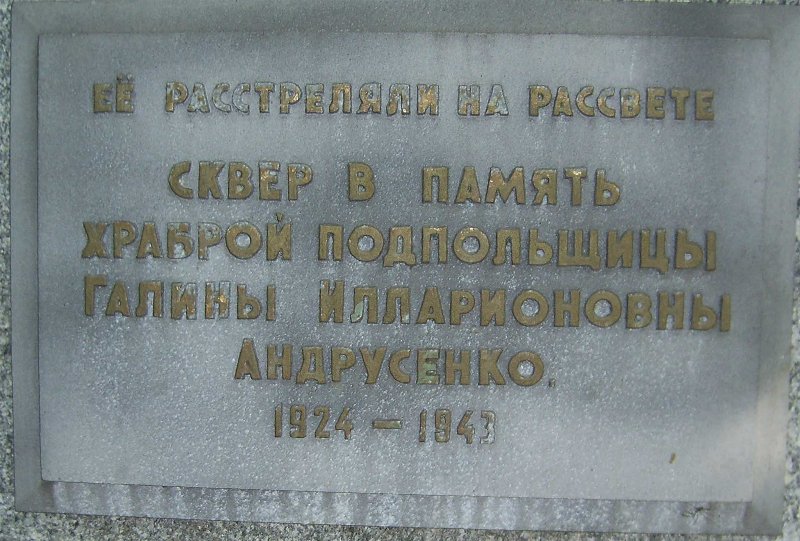 ЕЁ РАССТРЕЛЯЛИ НА РАССВЕТЕ
СКВЕР В ПАМЯТЬ
ХРАБРОЙ ПОДПОЛЬЩИЦЫ
ГАЛИНЫ ИЛЛАРИОНОВНЫ
АНДРУСЕНКО.
1924 – 1943